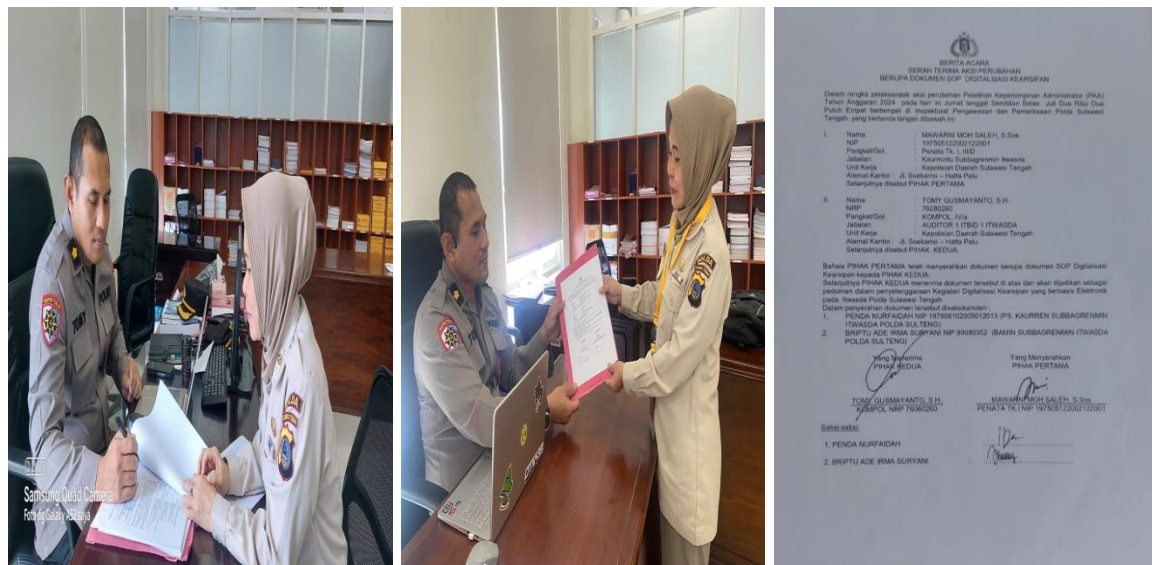 TOMY
POLRI
Samsung Quad Camera
Foto dg Galaxy A52 saya
POLDA
BERITA ACARA
SERAH TERIMA AKSI PERUBAHAN
BERUPA DOKUMEN SOP DIGITALISASI KEARSIPAN
Dalam rangka pelaksanaak aksi perubahan Pelatihan Kepemimpinan Administrator (PKA)
Tahun Anggaran 2024 pada hari ini Jumat tanggal Sembilan Belas Juli Dua Ribu Dua
Puluh Empat bertempat di Inspektorat Pengawasan dan Pemeriksaan Polda Sulawesi
Tengah, yang bertanda tangan dibawah ini:
I. Nama : MAWARNI MOH SALEH, S.Sos
NIP : 197505122002122001
Pangkat/Gol. : Penata Tk. I, III/D
Jabatan : Kaurmintu Subbagrenmin Itwasda
Unit Kerja : Kepolisian Daerah Sulawesi Tengah
Alamat Kantor : Jl. Soekarno – Hatta Palu
Selanjutnya disebut PIHAK PERTAMA
II. Nama : TOMY GUSMAYANTO, S.H.
NRP : 76080260
Pangkat/Gol. : KOMPOL, IV/a
Jabatan : AUDITOR 1 ITBID 1 ITWASDA
Unit Kerja : Kepolisian Daerah Sulawesi Tengah
Alamat Kantor : Jl. Soekarno – Hatta Palu
Selanjutnya disebut PIHAK KEDUA.
Bahwa PIHAK PERTAMA telah menyerahkan dokumen berupa dokumen SOP Digitalisasi
Kearsipan kepada PIHAK KEDUA.
Selanjutnya PIHAK KEDUA menerima dokumen tersebut di atas dan akan dijadikan sebagai
pedoman dalam penyelenggaraan Kegiatan Digitalisasi Kearsipan yang berbasis Elektronik
pada Itwasda Polda Sulawesi Tengah
Dalam penyerahan dokumen tersebut disaksikanoleh :
PENDA NURFAIDAH NIP 197606102005012013 (PS. KAURREN SUBBAGRENMIN
ITWASDA POLDA SULTENG)
2. BRIPTU ADE IRMA SURYANI NIP 99080352 (BAMIN SUBBAGRENMIN ITWASDA
POLDA SULTENG)
Yang Menerima Yang Menyerahkan
PIHAK KEDUA PIHAK PERTAMA
TOMY GUSMAYANTO, S.H. MAWARNI MOH SALEH, S.Sos
KOMPOL NRP 76060260 PENATA TK.I NIP 197505122002122001
Saksi-saksi:
1. PENDA NURFAIDAH :
2. BRIPTU ADE IRMA SURYANI :